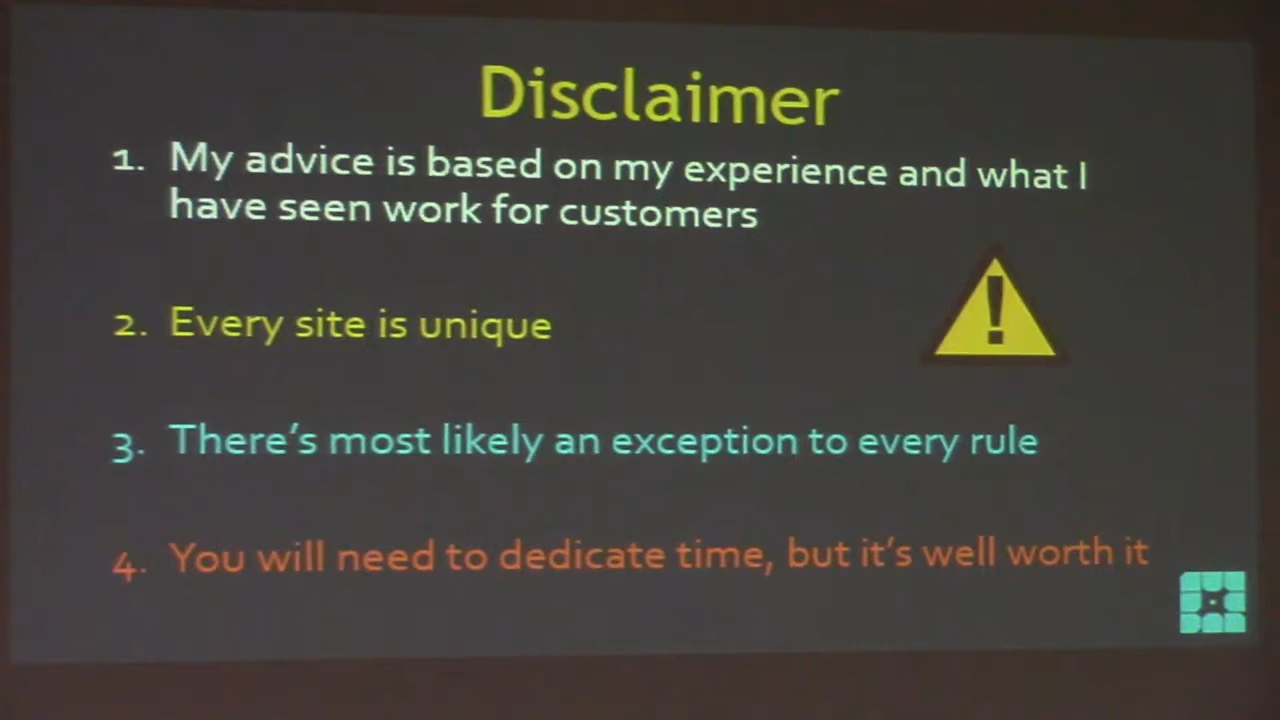 Disclaimer
1. My advice is based on my experience and what I
have seen work for customers
2. Every site is unique
3. There's most likely an exception to every rule
4. You will need to dedicate time, but it's well worth it